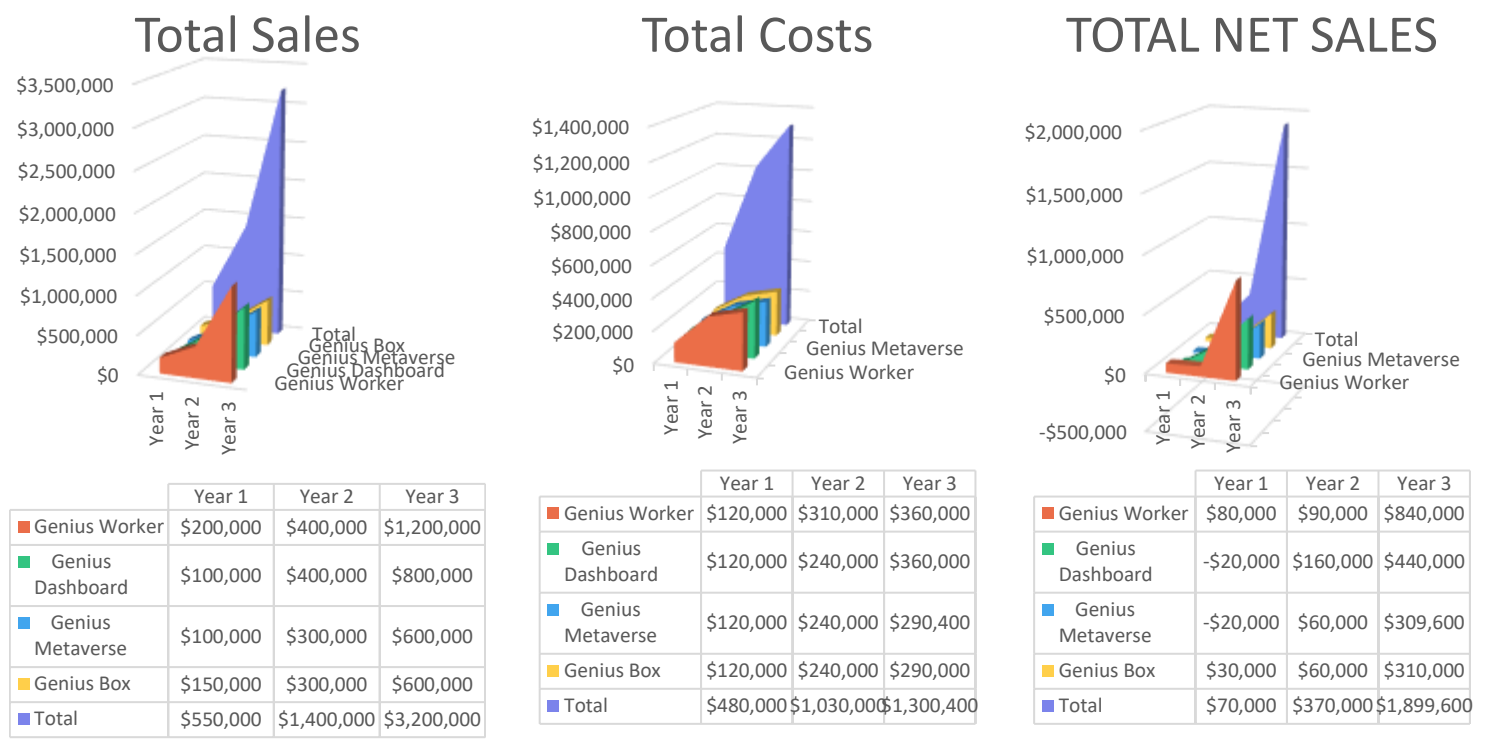 Total Sales
$3,500,000
$3,000,000
$2,500,000
$2,000,000
$1,500,000
$1,000,000
$500,000
$0
Year 1
Year 2
Year 3
Total
Genius Box
Genius Metaverse
Genius Dashboard
Genius Worker
Year 1 Year 2 Year 3
Genius Worker $200,000 $400,000 $1,200,000
Genius
Dashboard $100,000 $400,000 $800,000
Genius
Metaverse $100,000 $300,000 $600,000
Genius Box $150,000 $300,000 $600,000
Total $550,000 $1,400,000 $3,200,000
Total Costs
$1,400,000
$1,200,000
$1,000,000
$800,000
$600,000
$400,000
$200,000
$0
Year 1
Year 2
Year 3
Total
Genius Metaverse
Genius Worker
Year 1 Year 2 Year 3
Genius Worker $120,000 $310,000 $360,000
Genius
Dashboard $120,000 $240,000 $360,000
Genius
Metaverse $120,000 $240,000 $290,400
Genius Box $120,000 $240,000 $290,000
Total $480,000 $1,030,000 $1,300,400
TOTAL NET SALES
$2,000,000
$1,500,000
$1,000,000
$500,000
$0
-$500,000
Year 1
Year 2
Year 3
Total
Genius Metaverse
Genius Worker
Year 1 Year 2 Year 3
Genius Worker $80,000 $90,000 $840,000
Genius
Dashboard -$20,000 $160,000 $440,000
Genius
Metaverse -$20,000 $60,000 $309,600
Genius Box $30,000 $60,000 $310,000
Total $70,000 $370,000 $1,899,600